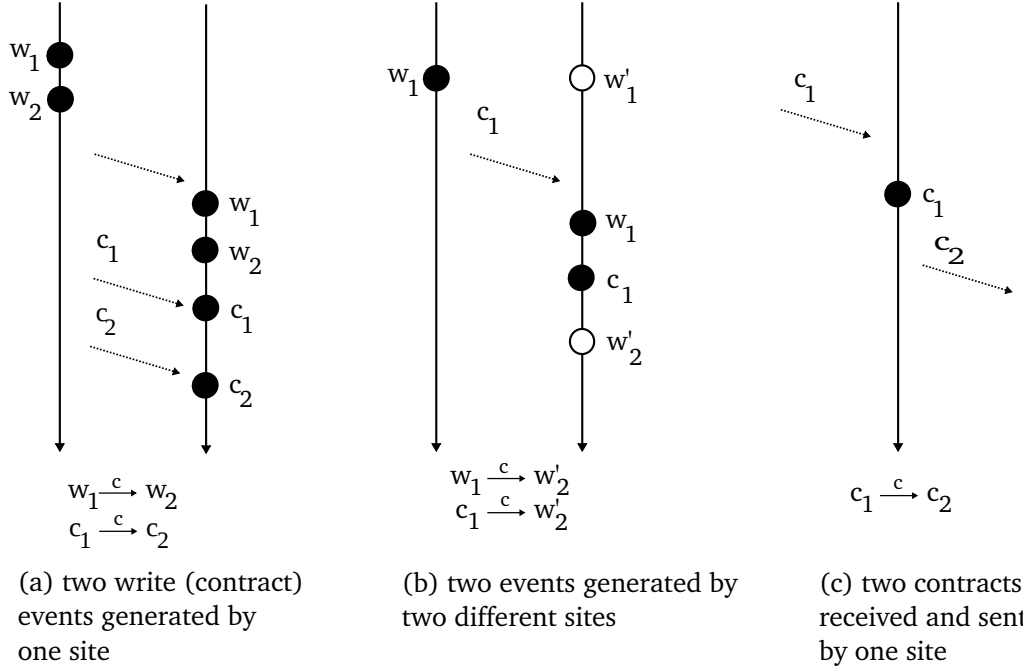 w1
w2
w1
c1
w2
c1
c2
c1
c2
w1 c→ w2
c1 c→ c2
(a) two write (contract)
events generated by
one site
w1
w'1
c1
w1
c1
w'2
w1 c→ w'2
c1 c→ w'2
(b) two events generated by
two different sites
c1
c1
c2
c1 c→ c2
(c) two contracts
received and sent
by one site